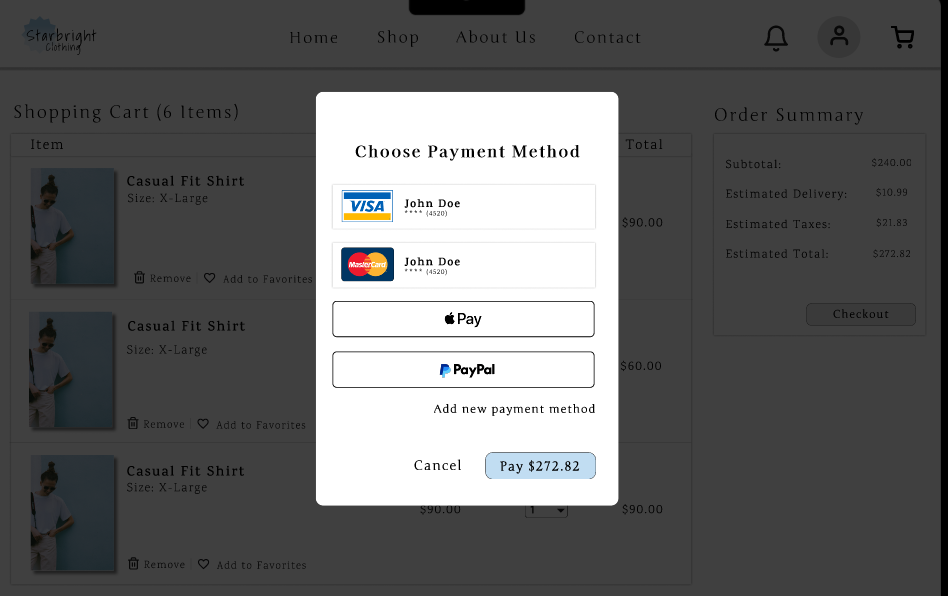 Starbright
Clothing
Home
Shop
About Us
Contact
Shopping Cart (6 Items)
Item
Total
Casual Fit Shirt
Size: X-Large
Remove
Add to Favorites
$90.00
Casual Fit Shirt
Size: X-Large
Remove
Add to Favorites
$60.00
Casual Fit Shirt
Size: X-Large
$90.00
1
$90.00
Remove
Add to Favorites
Choose Payment Method
VISA
John Doe
**** (4520)
MasterCard
John Doe
**** (4520)
Pay
PayPal
Add new payment method
Cancel
Pay $272.82
Order Summary
Subtotal: $240.00
Estimated Delivery: $10.99
Estimated Taxes: $21.83
Estimated Total: $272.82
Checkout